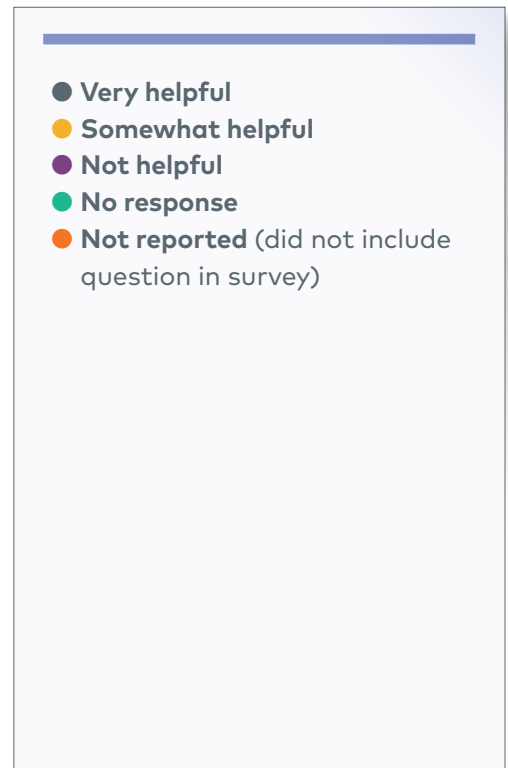 Very helpful
Somewhat helpful
Not helpful
No response
Not reported (did not include
question in survey)